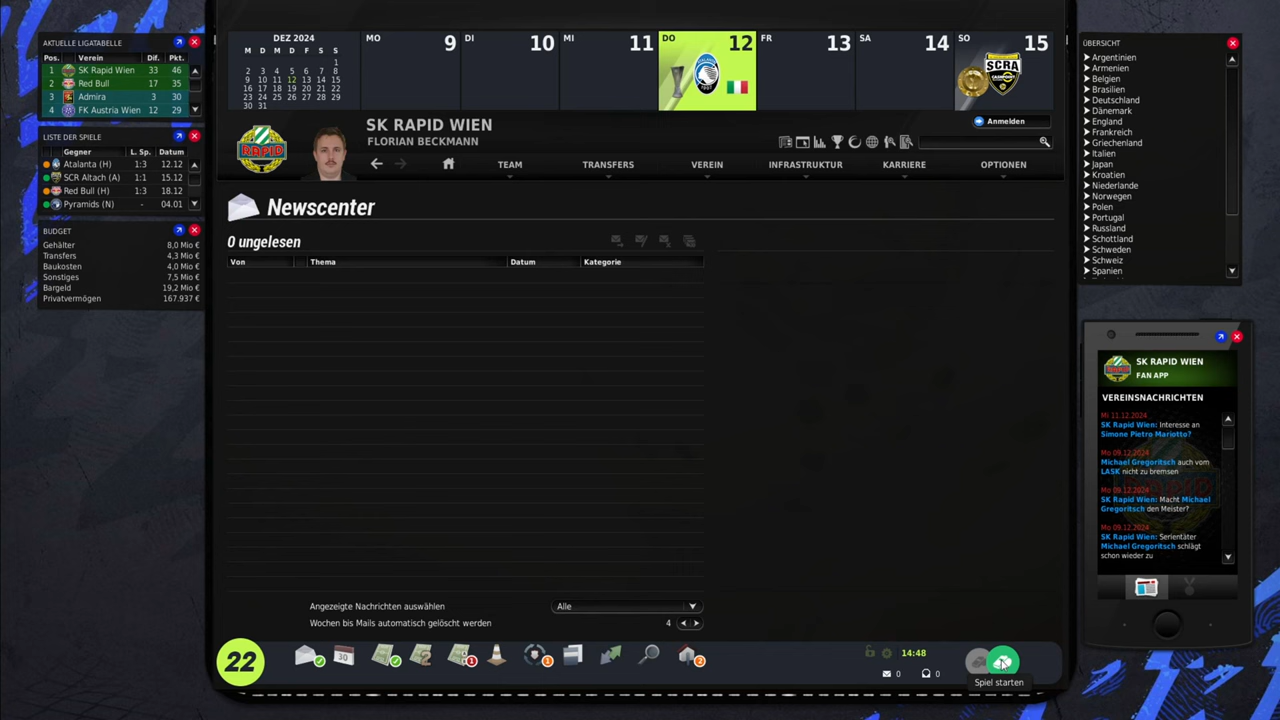 AKTUELLE LIGATABELLE
Pos. Verein Dif. Pkt.
1 SK Rapid Wien 33 46
2 Red Bull 17 35
3 Admira 3 30
4 FK Austria Wien 12 29
LISTE DER SPIELE
Gegner L. Sp. Datum
Atalanta (H) 1:3 12.12
SCR Altach (A) 1:1 15.12
Red Bull (H) 1:3 18.12
Pyramids (N) - 04.01
BUDGET
Gehälter 8,0 Mio €
Transfers 4,3 Mio €
Baukosten 4,0 Mio €
Sonstiges 7,5 Mio €
Bargeld 19,2 Mio €
Privatvermögen 167.937 €
DEZ 2024
M D M D F S S
1
2 3 4 5 6 7 8
9 10 11 12 13 14 15
16 17 18 19 20 21 22
23 24 25 26 27 28 29
30 31
MO 9
DI 10
MI 11
DO 12
FR 13
SA 14
SO 15
SCRA
CASHPOINT
Anmelden
RAPID
SK RAPID WIEN
FLORIAN BECKMANN
TEAM TRANSFERS VEREIN INFRASTRUKTUR KARRIERE OPTIONEN
Newscenter
0 ungelesen
Von Thema Datum Kategorie
Angezeigte Nachrichten auswählen Alle
Wochen bis Mails automatisch gelöscht werden 4
22
30
2
1
1
2
14:48
0 0
Spiel starten
ÜBERSICHT
Argentinien
Armenien
Belgien
Brasilien
Deutschland
Dänemark
England
Frankreich
Griechenland
Italien
Japan
Kroatien
Niederlande
Norwegen
Polen
Portugal
Russland
Schottland
Schweden
Schweiz
Spanien
SK RAPID WIEN
FAN APP
VEREINSNACHRICHTEN
Mi 11.12.2024
SK Rapid Wien: Interesse an
Simone Pietro Mariotto?
Mo 09.12.2024
Michael Gregoritsch auch vom
LASK nicht zu bremsen
Mo 09.12.2024
SK Rapid Wien: Macht Michael
Gregoritsch den Meister?
Mo 09.12.2024
SK Rapid Wien: Serientäter
Michael Gregoritsch schlägt
schon wieder zu